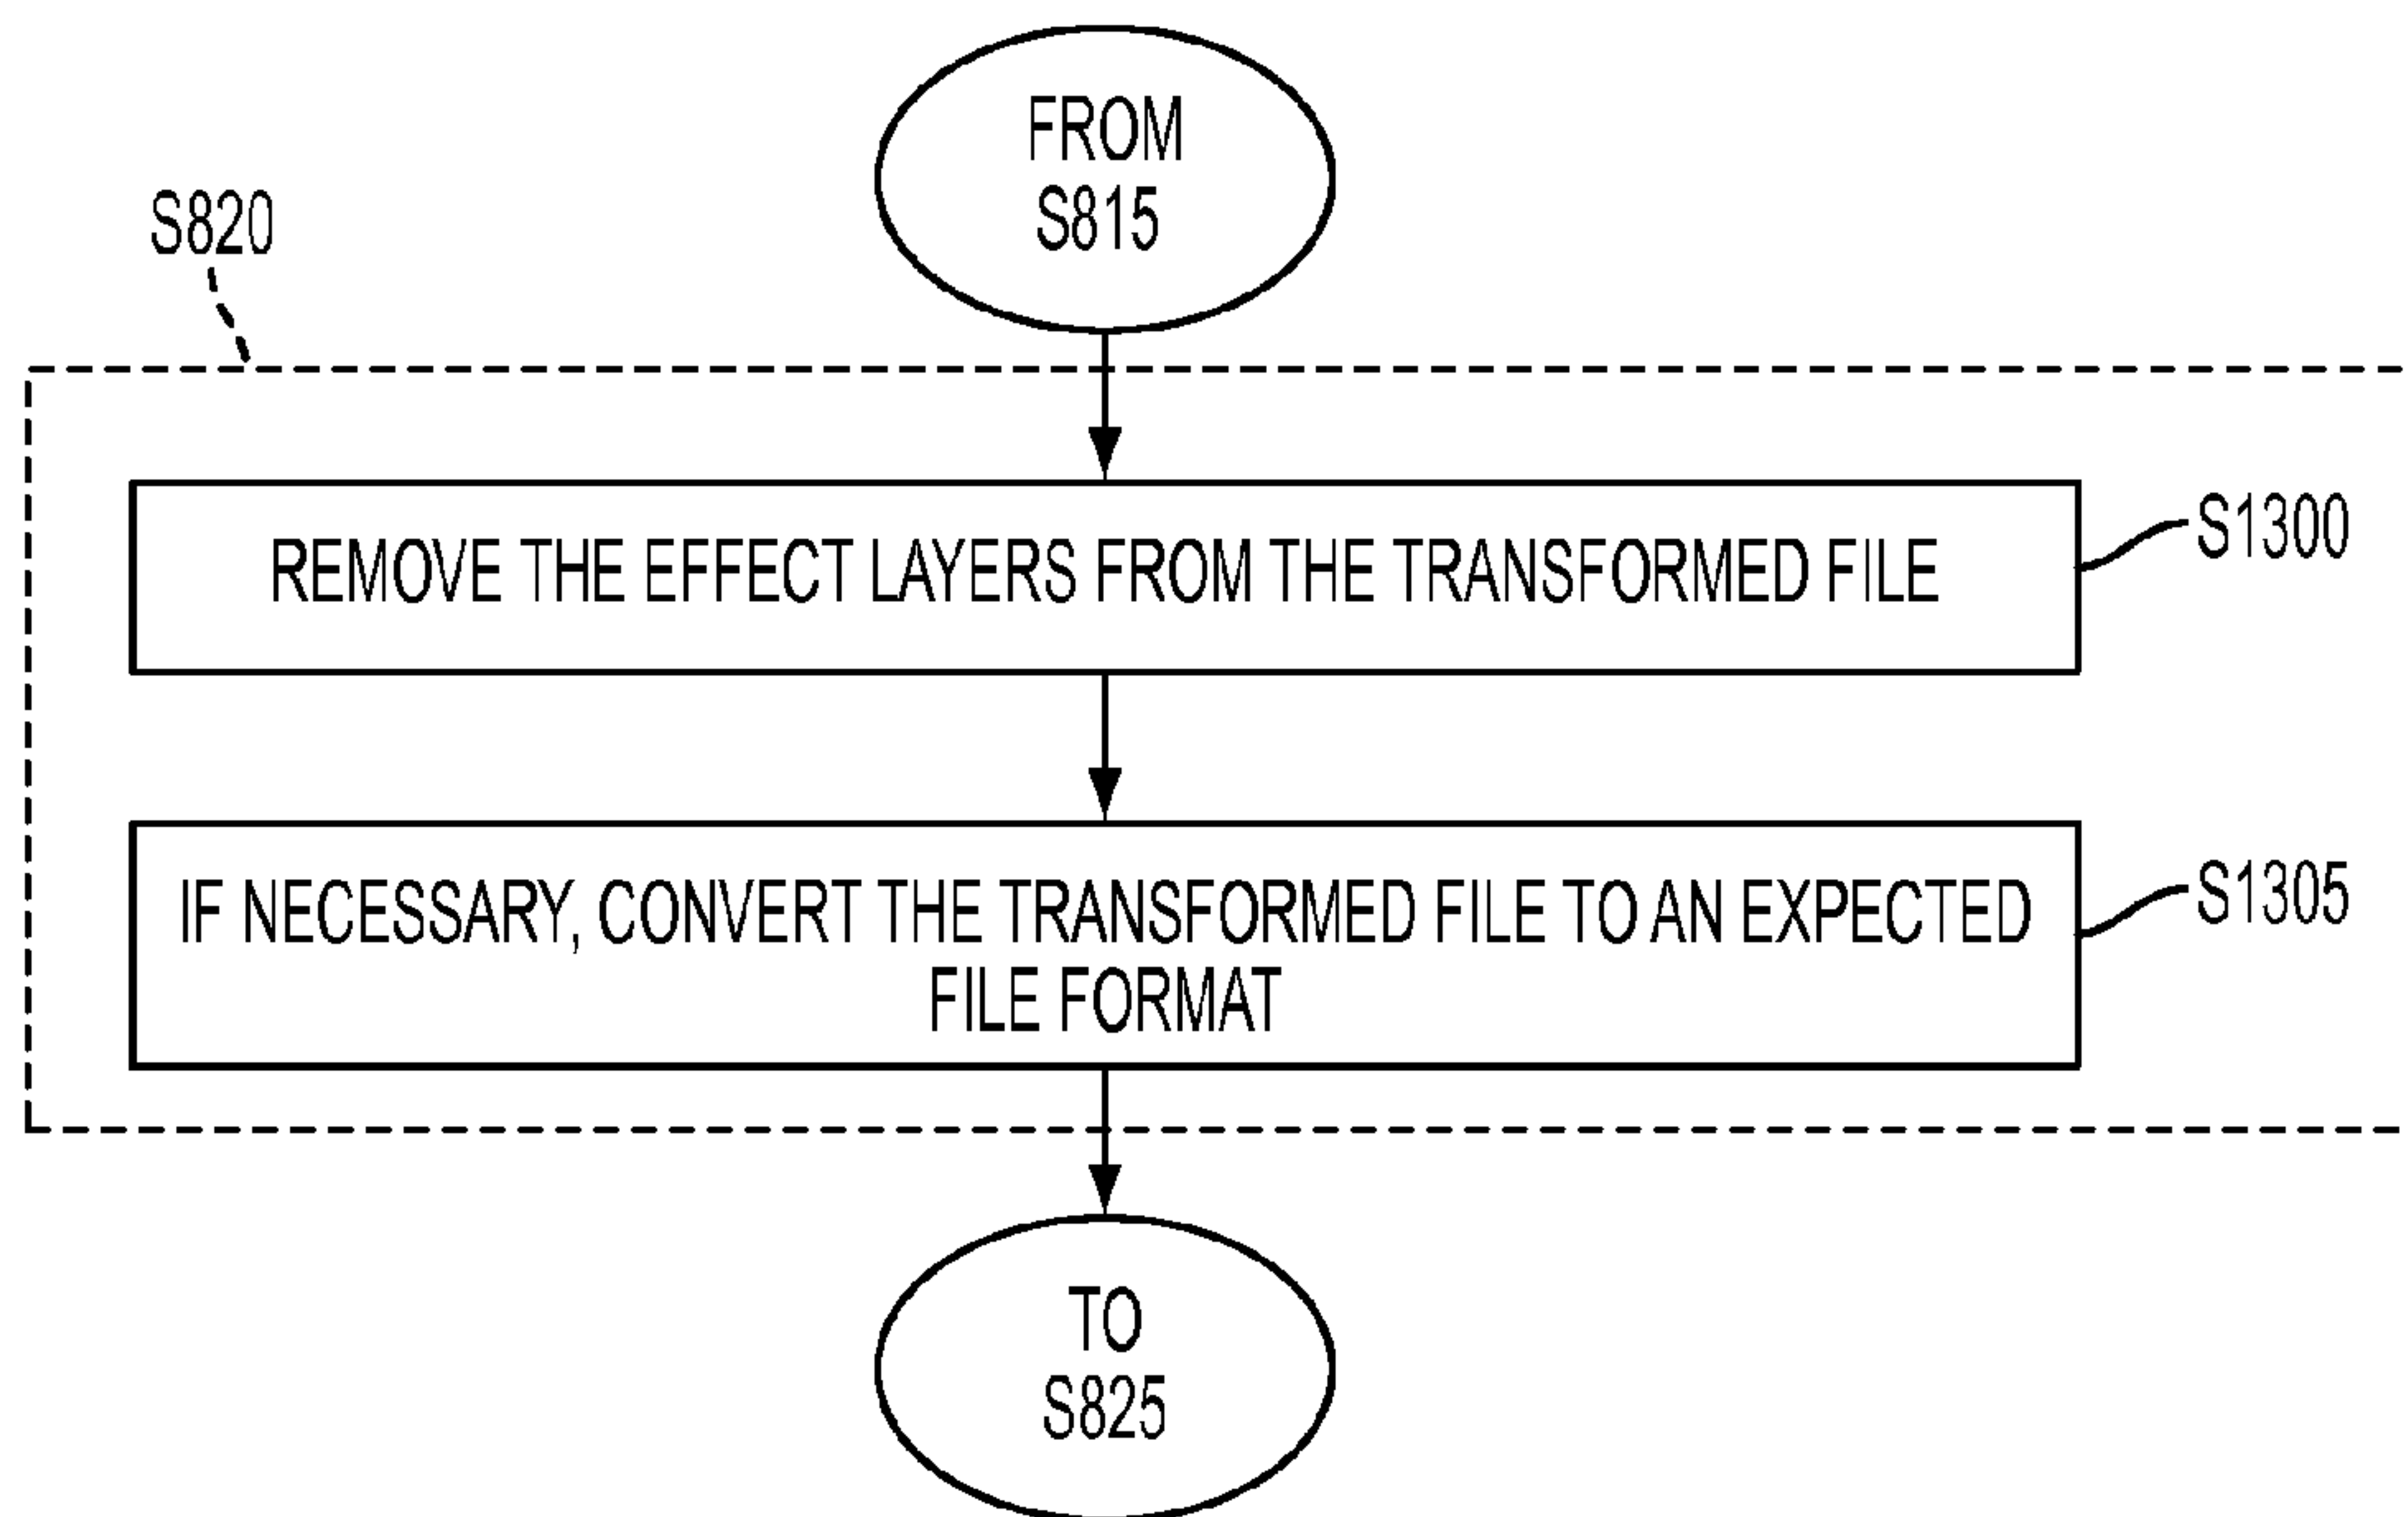 FROM
S815
S820
REMOVE THE EFFECT LAYERS FROM THE TRANSFORMED FILE
S1300
IF NECESSARY, CONVERT THE TRANSFORMED FILE TO AN EXPECTED
FILE FORMAT
S1305
TO
S825